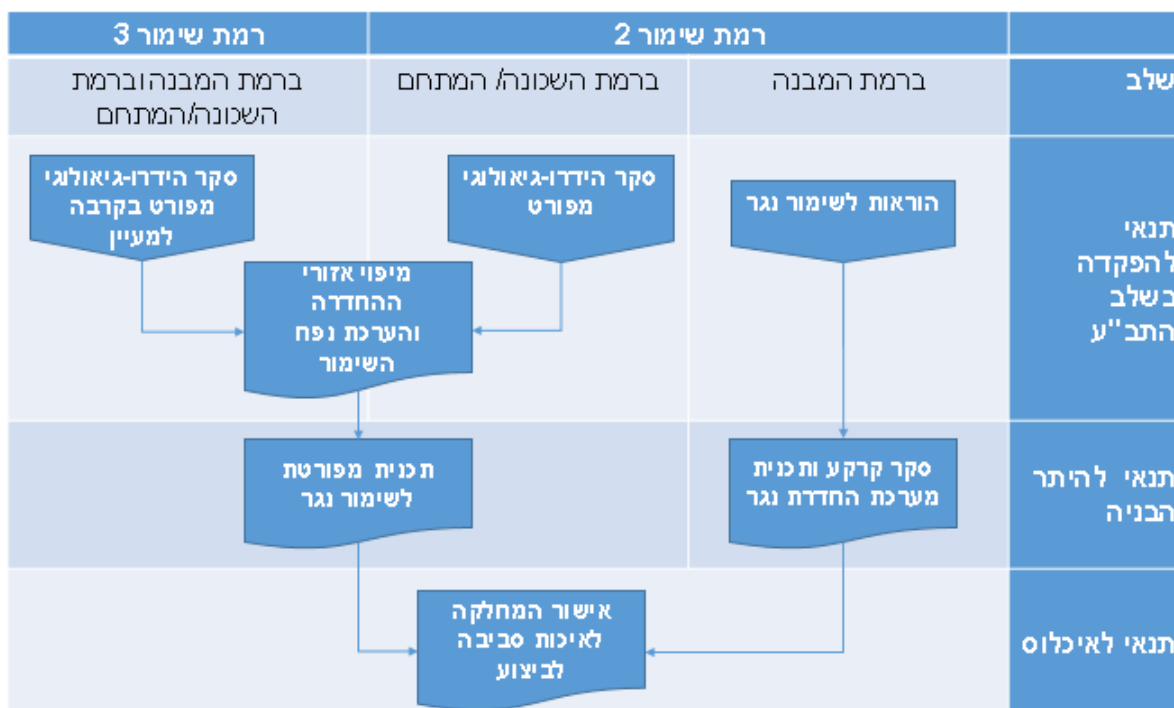 רמת שימור 2
רמת שימור 3
שלב
ברמת המבנה
ברמת השכונה/ המתחם
ברמת המבנה וברמת
השכונה/המתחם
תנאי
להפקדה
בשלב
התב"ע
הוראות לשימור נגר
סקר הידרו-גיאולוגי
מפורט
סקר הידרו-גיאולוגי
מפורט בקרבה
למעיין
מיפוי אזורי
ההחדרה
והערכת נפח
השימור
תנאי להיתר
הבניה
סקר קרקע ותכנית
מערכת החדרת נגר
תכנית מפורטת
לשימור נגר
תנאי לאיכלוס
אישור המחלקה
לאיכות סביבה
לביצוע